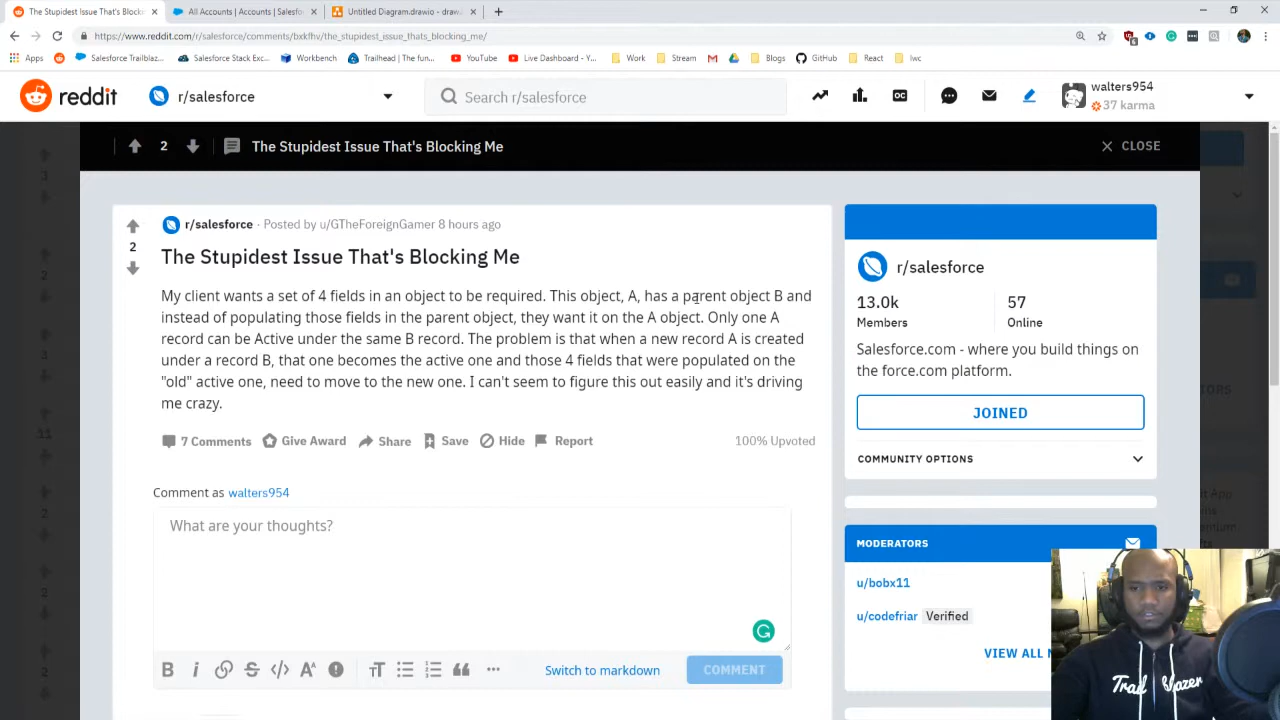 The Stupidest Issue That's Block
All Accounts | Accounts | Salesfo
Untitled Diagram.drawio - draw.
https://www.reddit.com/r/salesforce/comments/bxkfhv/the_stupidest_issue_thats_blocking_me/
Apps
Salesforce Trailblaz...
Salesforce Stack Exc...
Workbench
Trailhead | The fun...
YouTube
Live Dashboard - Y...
Work
Stream
Blogs
GitHub
React
lwc
reddit
r/salesforce
Search r/salesforce
walters954
37 karma
2
The Stupidest Issue That's Blocking Me
CLOSE
r/salesforce · Posted by u/GTheForeignGamer 8 hours ago
2
The Stupidest Issue That's Blocking Me
My client wants a set of 4 fields in an object to be required. This object, A, has a parent object B and
instead of populating those fields in the parent object, they want it on the A object. Only one A
record can be Active under the same B record. The problem is that when a new record A is created
under a record B, that one becomes the active one and those 4 fields that were populated on the
"old" active one, need to move to the new one. I can't seem to figure this out easily and it's driving
me crazy.
7 Comments
Give Award
Share
Save
Hide
Report
100% Upvoted
Comment as walters954
What are your thoughts?
Switch to markdown
COMMENT
r/salesforce
13.0k
57
Members
Online
Salesforce.com - where you build things on
the force.com platform.
JOINED
COMMUNITY OPTIONS
MODERATORS
u/bobx11
u/codefriar Verified
VIEW ALL
11
Trail